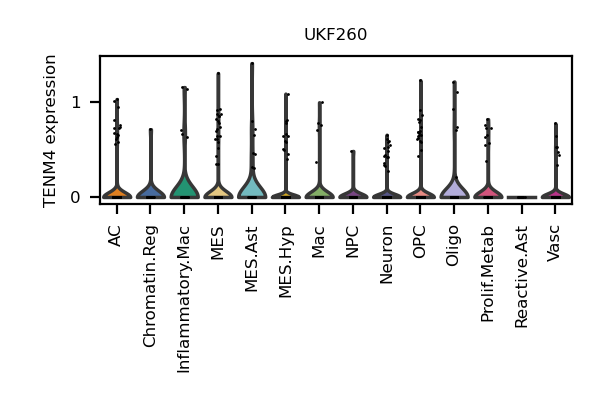 UKF260
TENM4 expression
1
0
AC
Chromatin.Reg
Inflammatory.Mac
MES
MES.Ast
MES.Hyp
Mac
NPC
Neuron
OPC
Oligo
Prolif.Metab
Reactive.Ast
Vasc